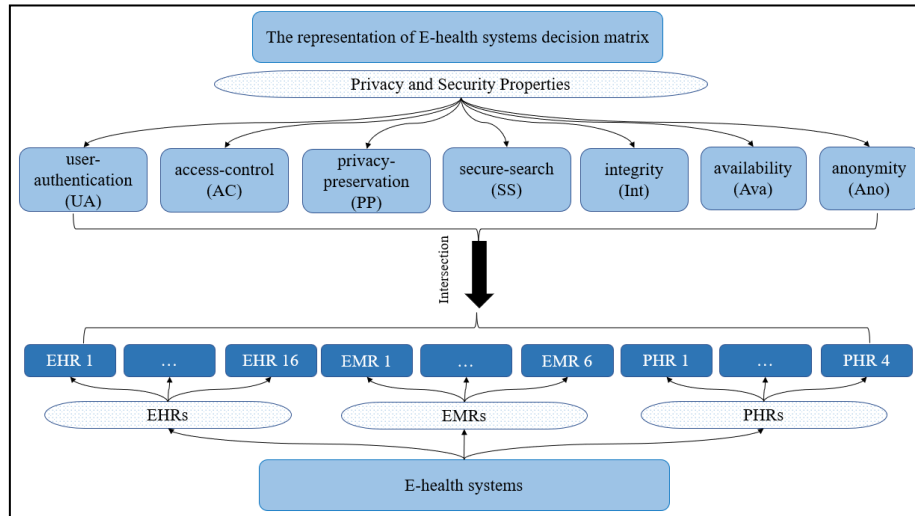 The representation of E-health systems decision matrix
Privacy and Security Properties
user-
authentication
(UA)
access-control
(AC)
privacy-
preservation
(PP)
secure-search
(SS)
integrity
(Int)
availability
(Ava)
anonymity
(Ano)
Intersection
EHR 1
…
EHR 16
EMR 1
…
EMR 6
PHR 1
…
PHR 4
EHRs
EMRs
PHRs
E-health systems